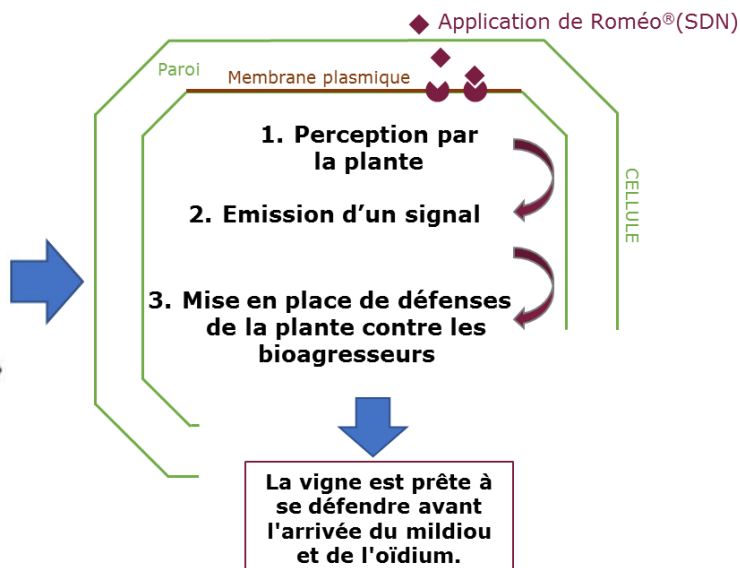 Application de Roméo®(SDN)
Paroi
Membrane plasmique
1. Perception par
la plante
CELLULE
2. Emission d'un signal
3. Mise en place de défenses
de la plante contre les
bioagresseurs
La vigne est prête à
se défendre avant
l'arrivée du mildiou
et de l'oïdium.